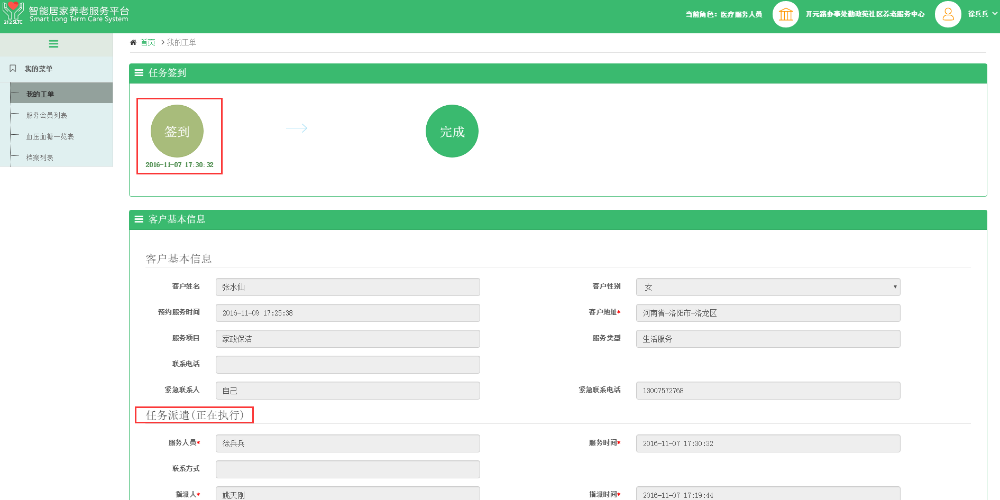 智能居家养老服务平台
Smart Long Term Care System
212SLTC
当前角色：医疗服务人员
开元路办事处勤政苑社区养老服务中心
徐兵兵
首页
我的工单
我的菜单
我的工单
服务会员列表
血压血糖一览表
档案列表
任务签到
签到
完成
2016-11-07 17:30:32
客户基本信息
客户基本信息
客户姓名 张水仙 客户性别 女
预约服务时间 2016-11-09 17:25:38 客户地址* 河南省-洛阳市-洛龙区
服务项目 家政保洁 服务类型 生活服务
联系电话
紧急联系人 自己 紧急联系电话 13007572768
任务派遣(正在执行)
服务人员* 徐兵兵 服务时间* 2016-11-07 17:30:32
联系方式
指派人* 姚天刚 指派时间* 2016-11-07 17:19:44